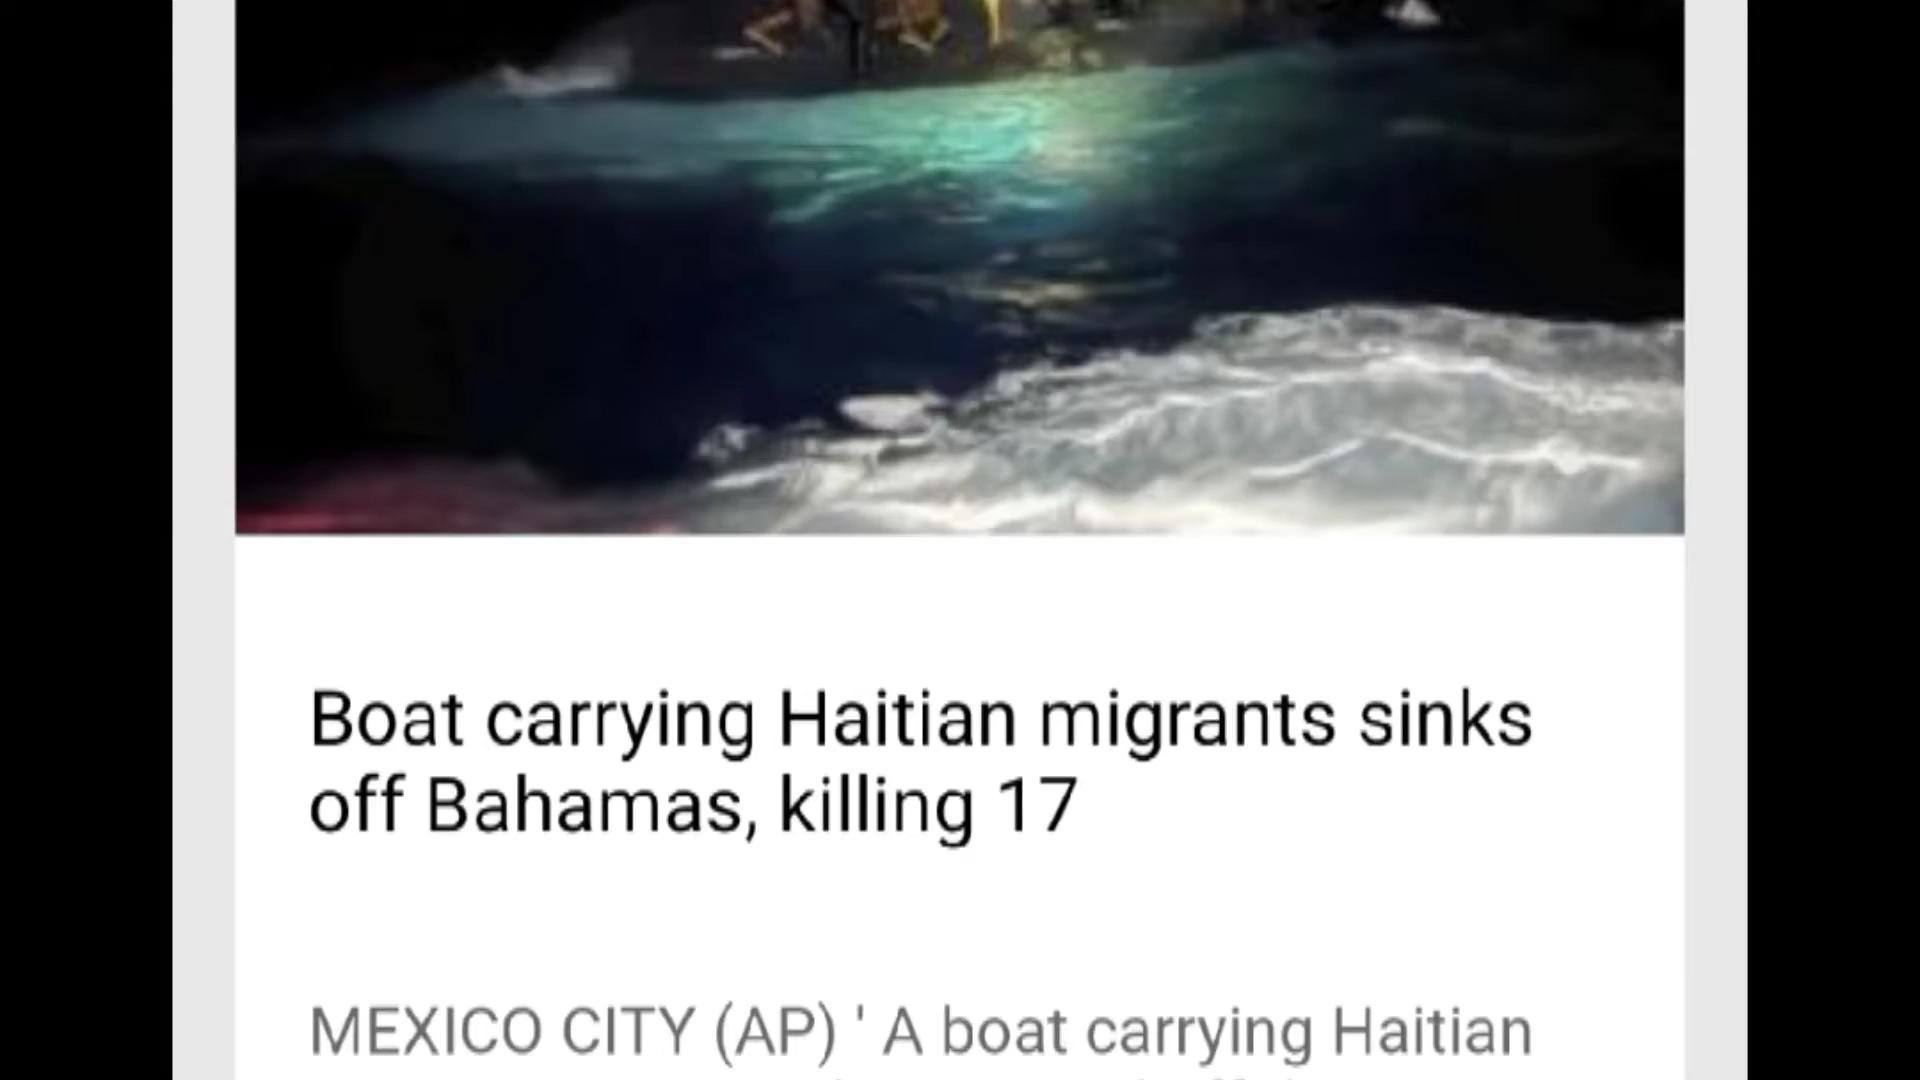 Boat carrying Haitian migrants sinks
off Bahamas, killing 17
MEXICO CITY (AP) ' A boat carrying Haitian